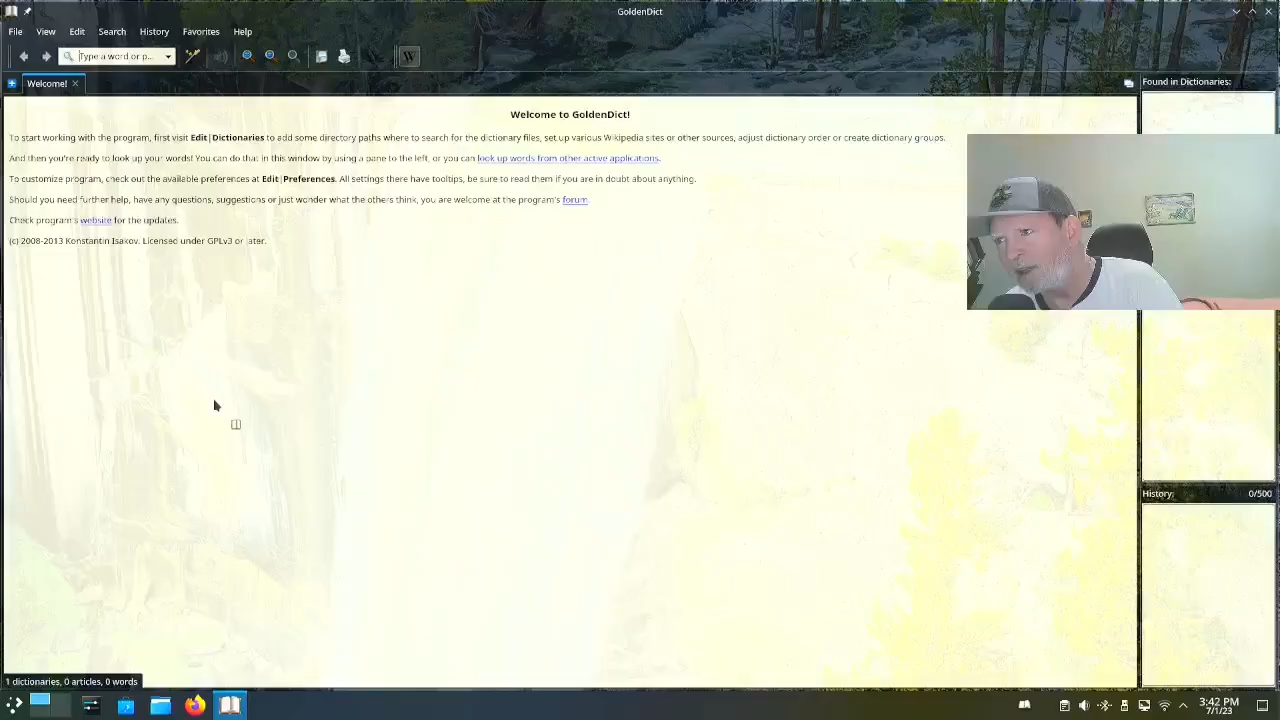 GoldenDict
File View Edit Search History Favorites Help
Type a word or p... W
Welcome!
Found in Dictionaries:
Welcome to GoldenDict!
To start working with the program, first visit Edit|Dictionaries to add some directory paths where to search for the dictionary files, set up various Wikipedia sites or other sources, adjust dictionary order or create dictionary groups.
And then you're ready to look up your words! You can do that in this window by using a pane to the left, or you can look up words from other active applications.
To customize program, check out the available preferences at Edit|Preferences. All settings there have tooltips, be sure to read them if you are in doubt about anything.
Should you need further help, have any questions, suggestions or just wonder what the others think, you are welcome at the program's forum.
Check program's website for the updates.
(c) 2008-2013 Konstantin Isakov. Licensed under GPLv3 or later.
History: 0/500
1 dictionaries, 0 articles, 0 words
3:42 PM
7/1/23